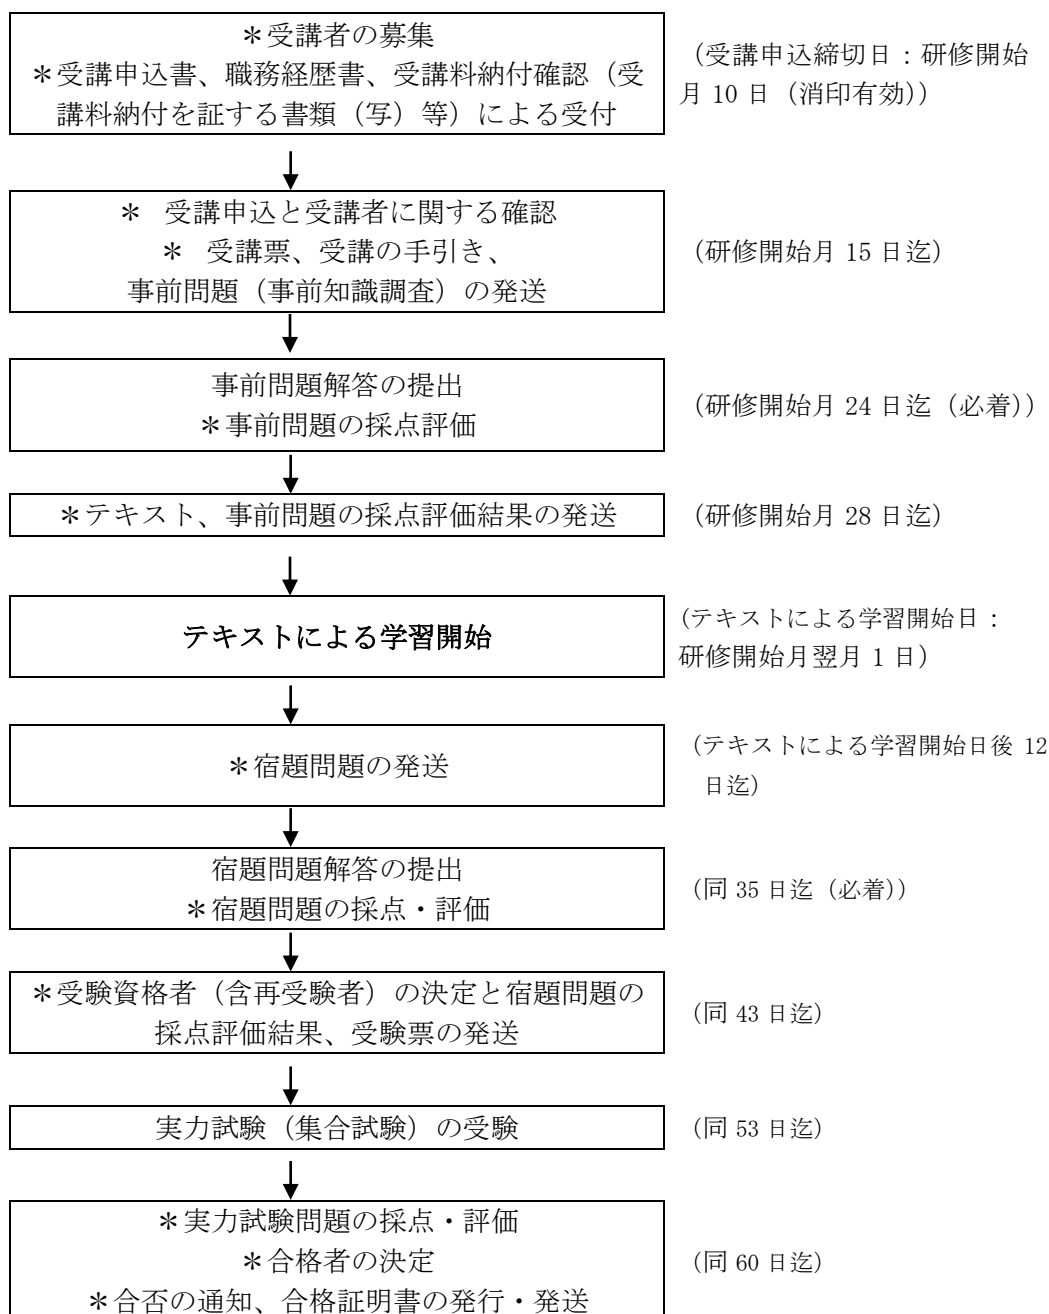 ＊受講者の募集
＊受講申込書、職務経歴書、受講料納付確認（受
講料納付を証する書類（写）等）による受付
（受講申込締切日：研修開始
月 10 日（消印有効））
＊ 受講申込と受講者に関する確認
＊ 受講票、受講の手引き、
事前問題（事前知識調査）の発送
（研修開始月 15 日迄）
事前問題解答の提出
＊事前問題の採点評価
（研修開始月 24 日迄（必着））
＊テキスト、事前問題の採点評価結果の発送
（研修開始月 28 日迄）
テキストによる学習開始
（テキストによる学習開始日：
研修開始月翌月 1 日）
＊宿題問題の発送
（テキストによる学習開始日後 12
日迄）
宿題問題解答の提出
＊宿題問題の採点・評価
（同 35 日迄（必着））
＊受験資格者（含再受験者）の決定と宿題問題の
採点評価結果、受験票の発送
（同 43 日迄）
実力試験（集合試験）の受験
（同 53 日迄）
＊実力試験問題の採点・評価
＊合格者の決定
＊合否の通知、合格証明書の発行・発送
（同 60 日迄）